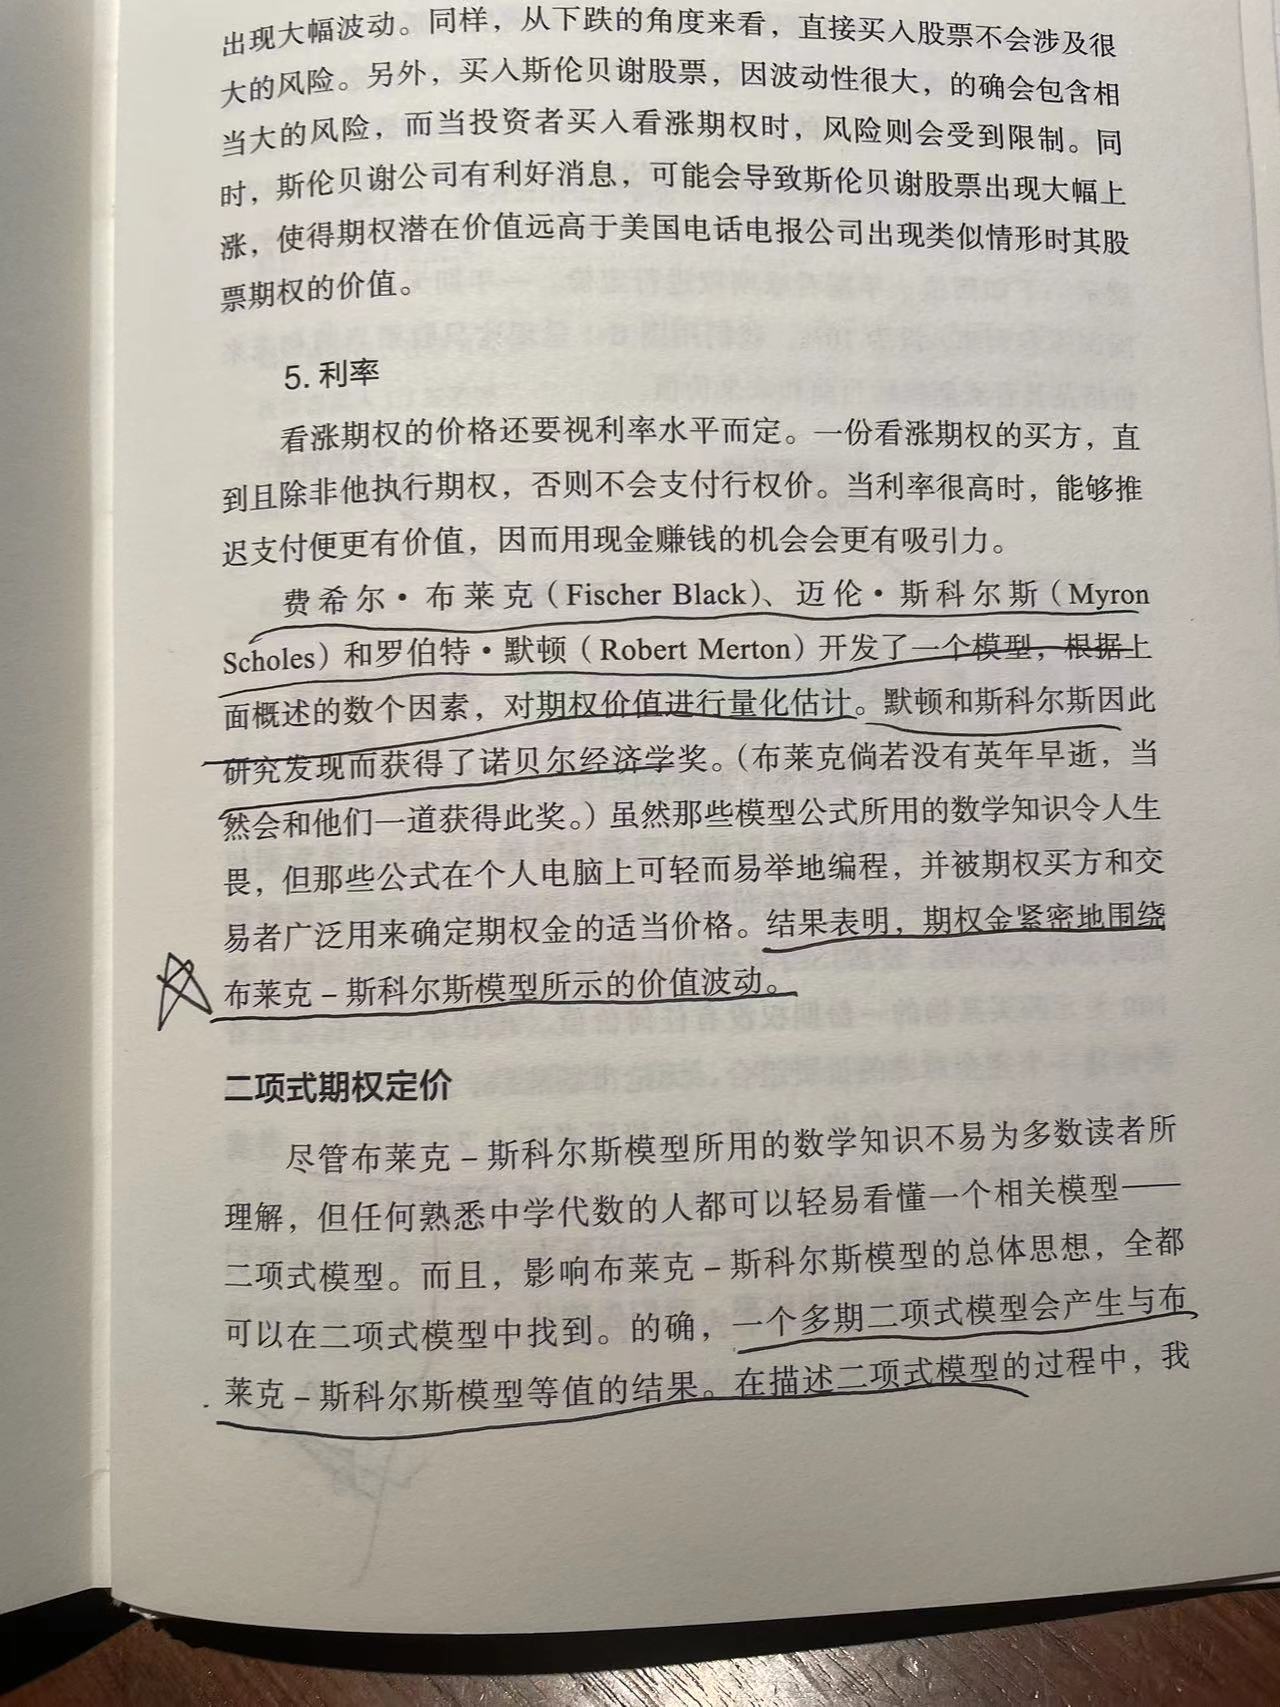 出现大幅波动。同样，从下跌的角度来看，直接买入股票不会涉及很
大的风险。另外，买入斯伦贝谢股票，因波动性很大，的确会包含相
当大的风险，而当投资者买入看涨期权时，风险则会受到限制。同
时，斯伦贝谢公司有利好消息，可能会导致斯伦贝谢股票出现大幅上
涨，使得期权潜在价值远高于美国电话电报公司出现类似情形时其股
票期权的价值。
5. 利率
看涨期权的价格还要视利率水平而定。一份看涨期权的买方，直
到且除非他执行期权，否则不会支付行权价。当利率很高时，能够推
迟支付便更有价值，因而用现金赚钱的机会会更有吸引力。
费希尔·布莱克（Fischer Black）、迈伦·斯科尔斯（Myron
Scholes）和罗伯特·默顿（Robert Merton）开发了一个模型，根据上
面概述的数个因素，对期权价值进行量化估计。默顿和斯科尔斯因此
研究发现而获得了诺贝尔经济学奖。（布莱克倘若没有英年早逝，当
然会和他们一道获得此奖。）虽然那些模型公式所用的数学知识令人生
畏，但那些公式在个人电脑上可轻而易举地编程，并被期权买方和交
易者广泛用来确定期权金的适当价格。结果表明，期权金紧密地围绕
布莱克–斯科尔斯模型所示的价值波动。
二项式期权定价
尽管布莱克–斯科尔斯模型所用的数学知识不易为多数读者所
理解，但任何熟悉中学代数的人都可以轻易看懂一个相关模型——
二项式模型。而且，影响布莱克–斯科尔斯模型的总体思想，全都
可以在二项式模型中找到。的确，一个多期二项式模型会产生与布
莱克–斯科尔斯模型等值的结果。在描述二项式模型的过程中，我